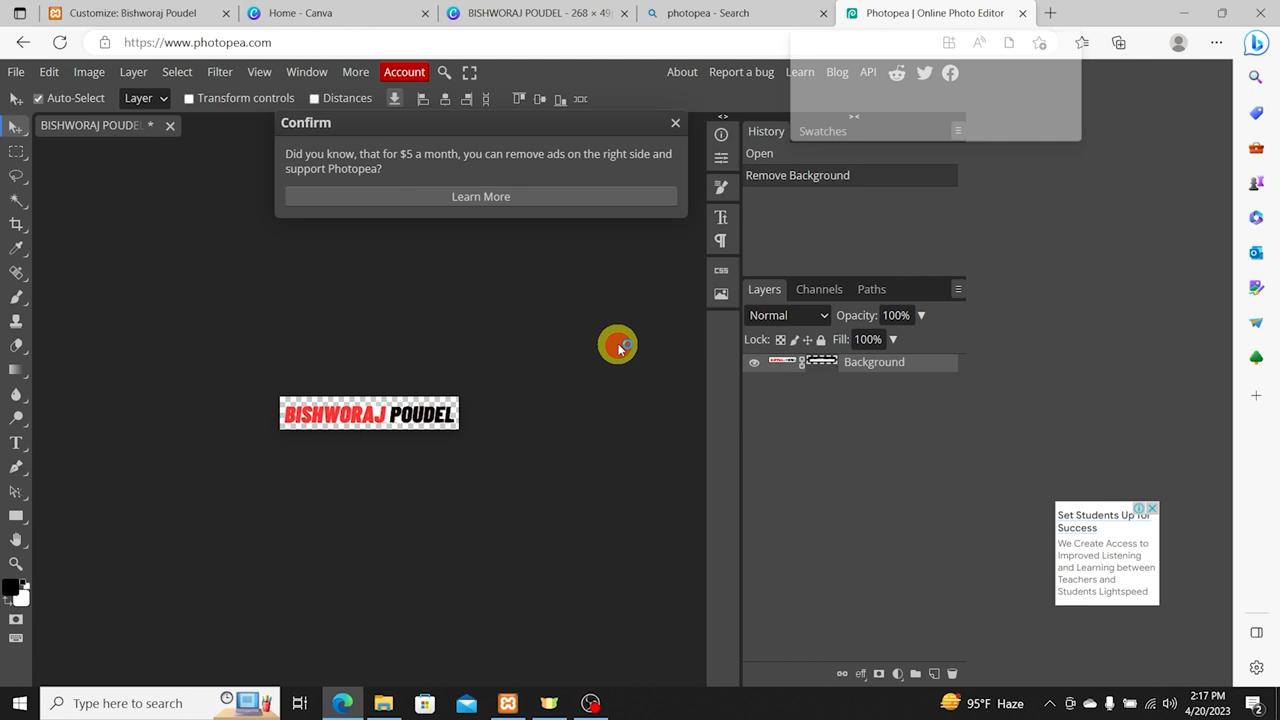 Customize: Bishworaj Poudel
Home - Canva
BISHWORAJ POUDEL - 268 × 49
photopea - Search
Photopea | Online Photo Editor
https://www.photopea.com
File Edit Image Layer Select Filter View Window More Account
About Report a bug Learn Blog API
Auto-Select Layer Transform controls Distances
BISHWORAJ POUDEL *
Confirm
Did you know, that for $5 a month, you can remove ads on the right side and
support Photopea?
Learn More
History Swatches
Open
Remove Background
CSS
Layers Channels Paths
Normal Opacity: 100%
Lock: Fill: 100%
Background
BISHWORAJ POUDEL
Set Students Up for
Success
We Create Access to
Improved Listening
and Learning between
Teachers and
Students Lightspeed
eff
Type here to search
95°F Haze
2:17 PM
4/20/2023
2